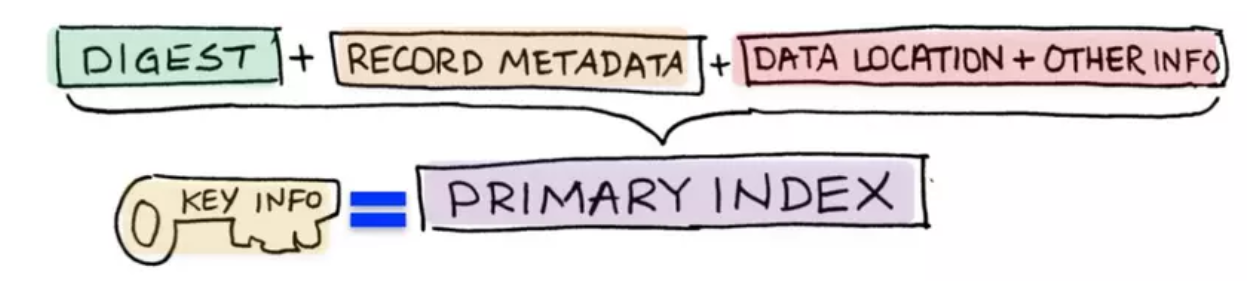 DIGEST + RECORD METADATA + DATA LOCATION + OTHER INFO
KEY INFO = PRIMARY INDEX